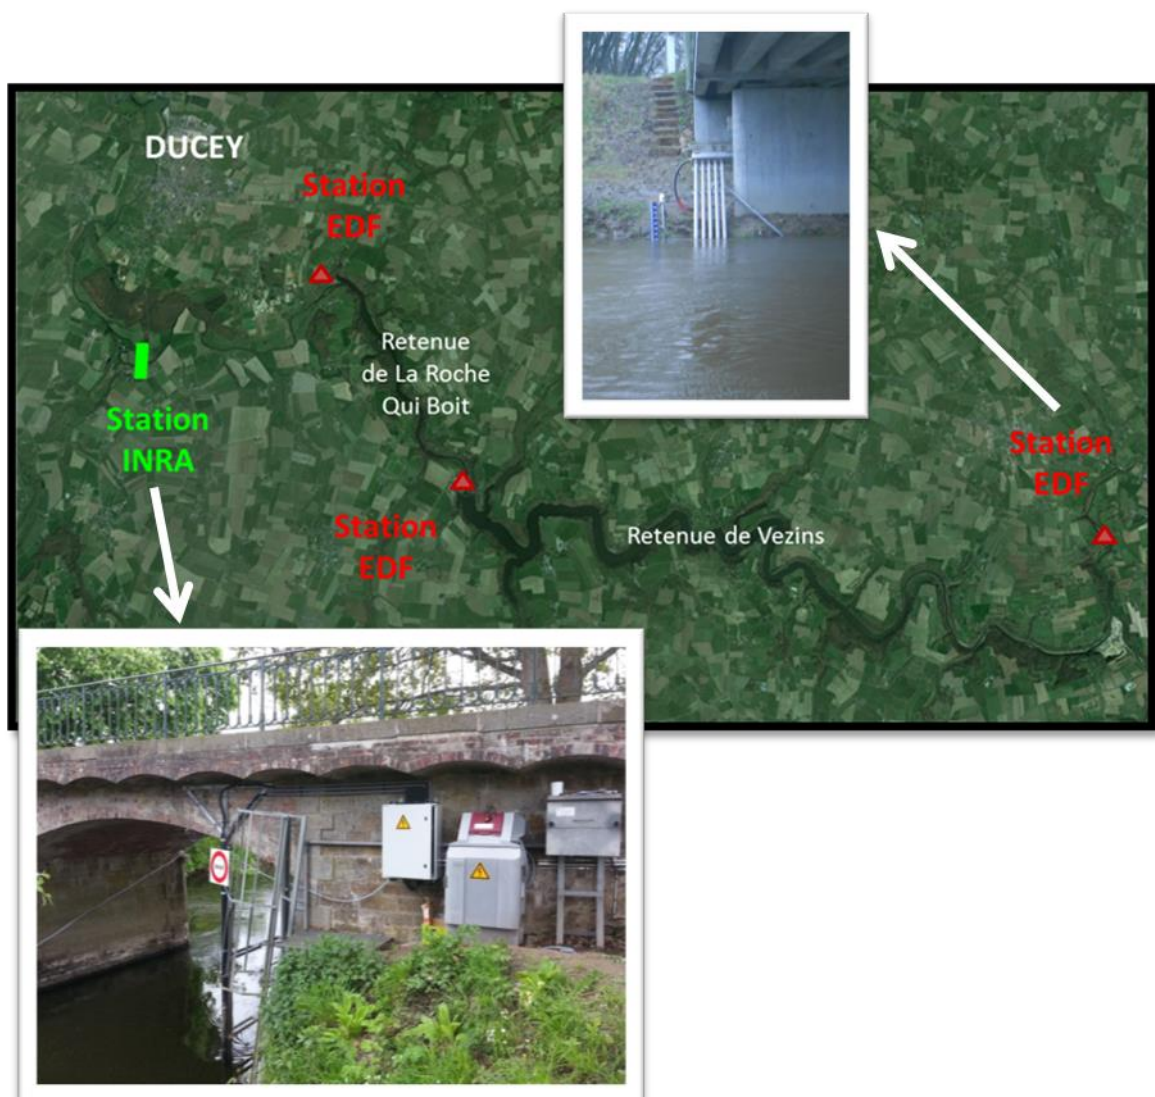 DUCEY
Station
EDF
Retenue
de La Roche
Qui Boit
Station
INRA
Station
EDF
Station
EDF
Retenue de Vezins